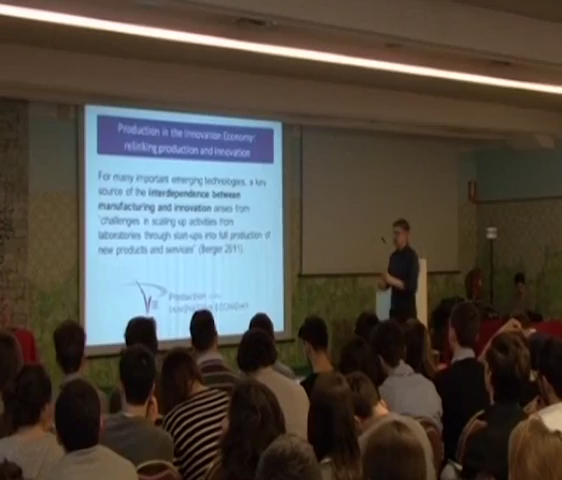 Production in the Innovation Economy:
relinking production and innovation
For many important emerging technologies, a key
source of the interdependence between
manufacturing and innovation arises from
'challenges in scaling up activities from
laboratories through start-ups into full production of
new products and services' (Berger 2011).
Production
INNOVATION ECONOMY